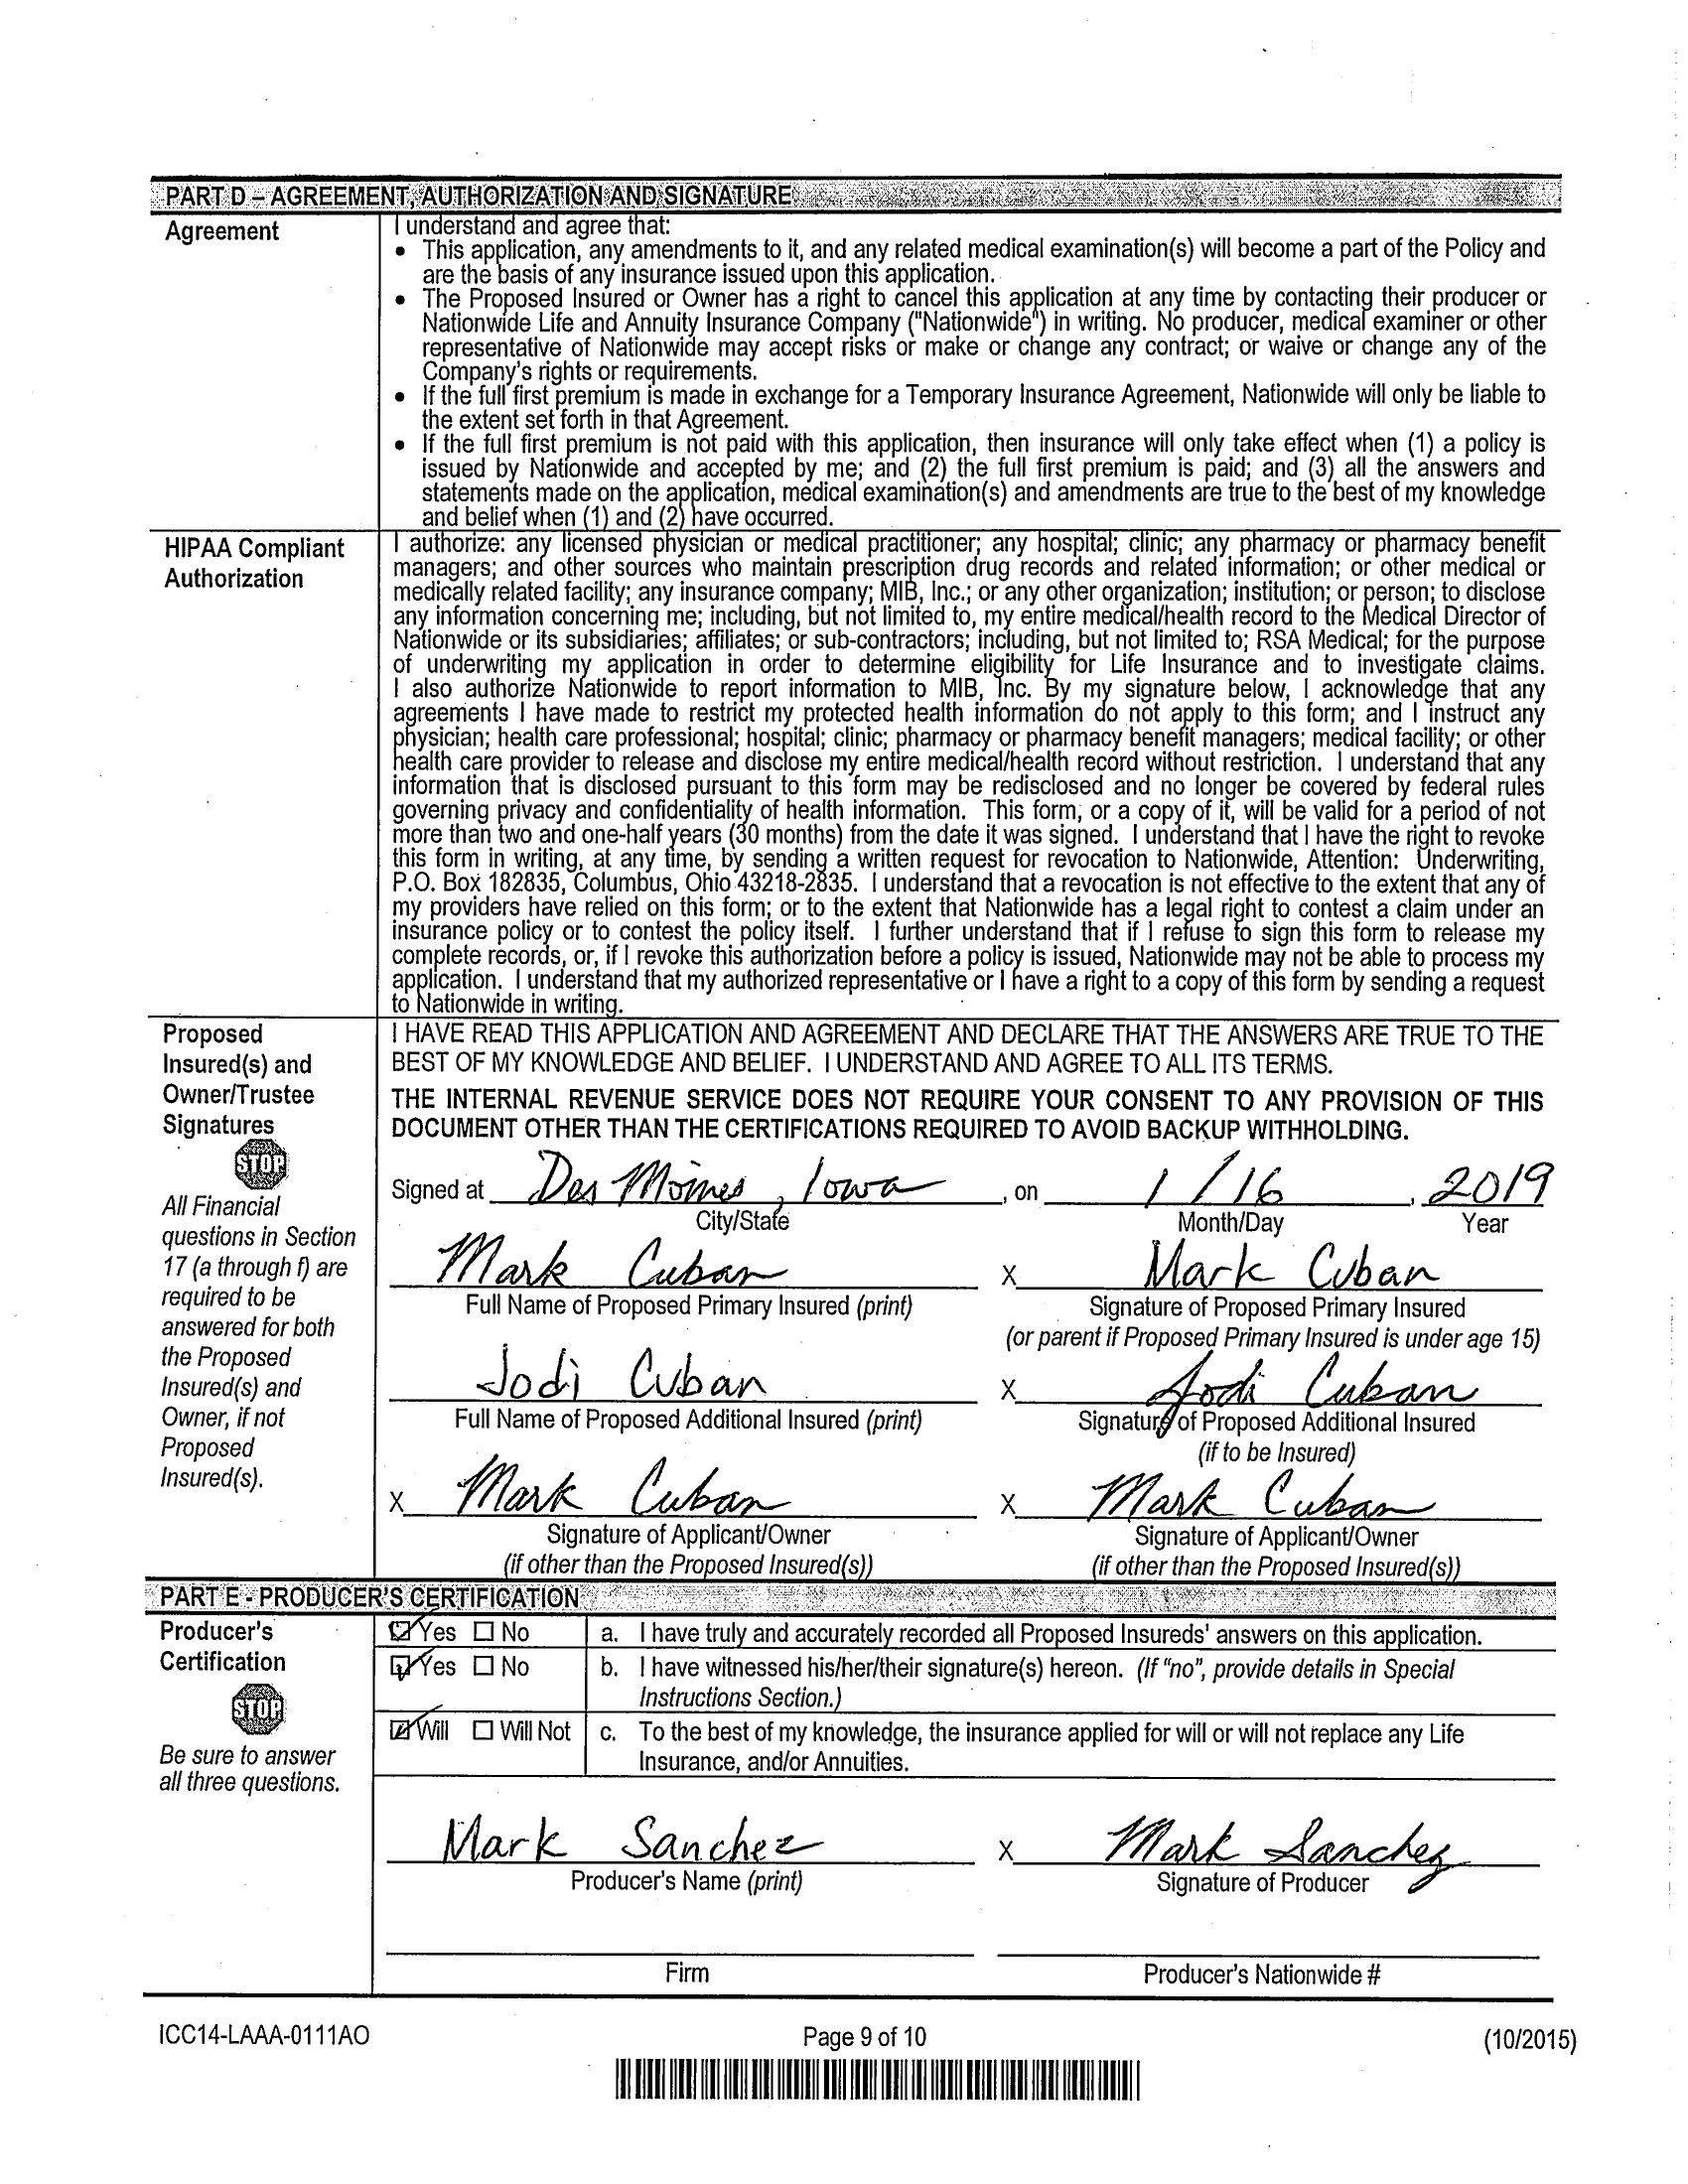 PART D – AGREEMENT, AUTHORIZATION AND SIGNATURE
Agreement
I understand and agree that:
• This application, any amendments to it, and any related medical examination(s) will become a part of the Policy and
are the basis of any insurance issued upon this application.
• The Proposed Insured or Owner has a right to cancel this application at any time by contacting their producer or
Nationwide Life and Annuity Insurance Company ("Nationwide") in writing. No producer, medical examiner or other
representative of Nationwide may accept risks or make or change any contract; or waive or change any of the
Company's rights or requirements.
• If the full first premium is made in exchange for a Temporary Insurance Agreement, Nationwide will only be liable to
the extent set forth in that Agreement.
• If the full first premium is not paid with this application, then insurance will only take effect when (1) a policy is
issued by Nationwide and accepted by me; and (2) the full first premium is paid; and (3) all the answers and
statements made on the application, medical examination(s) and amendments are true to the best of my knowledge
and belief when (1) and (2) have occurred.
HIPAA Compliant
Authorization
I authorize: any licensed physician or medical practitioner; any hospital; clinic; any pharmacy or pharmacy benefit
managers; and other sources who maintain prescription drug records and related information; or other medical or
medically related facility; any insurance company; MIB, Inc.; or any other organization; institution; or person; to disclose
any information concerning me; including, but not limited to, my entire medical/health record to the Medical Director of
Nationwide or its subsidiaries; affiliates; or sub-contractors; including, but not limited to; RSA Medical; for the purpose
of underwriting my application in order to determine eligibility for Life Insurance and to investigate claims.
I also authorize Nationwide to report information to MIB, Inc. By my signature below, I acknowledge that any
agreements I have made to restrict my protected health information do not apply to this form; and I instruct any
physician; health care professional; hospital; clinic; pharmacy or pharmacy benefit managers; medical facility; or other
health care provider to release and disclose my entire medical/health record without restriction. I understand that any
information that is disclosed pursuant to this form may be redisclosed and no longer be covered by federal rules
governing privacy and confidentiality of health information. This form, or a copy of it, will be valid for a period of not
more than two and one-half years (30 months) from the date it was signed. I understand that I have the right to revoke
this form in writing, at any time, by sending a written request for revocation to Nationwide, Attention: Underwriting,
P.O. Box 182835, Columbus, Ohio 43218-2835. I understand that a revocation is not effective to the extent that any of
my providers have relied on this form; or to the extent that Nationwide has a legal right to contest a claim under an
insurance policy or to contest the policy itself. I further understand that if I refuse to sign this form to release my
complete records, or, if I revoke this authorization before a policy is issued, Nationwide may not be able to process my
application. I understand that my authorized representative or I have a right to a copy of this form by sending a request
to Nationwide in writing.
Proposed
Insured(s) and
Owner/Trustee
Signatures
STOP
All Financial
questions in Section
17 (a through f) are
required to be
answered for both
the Proposed
Insured(s) and
Owner, if not
Proposed
Insured(s).
I HAVE READ THIS APPLICATION AND AGREEMENT AND DECLARE THAT THE ANSWERS ARE TRUE TO THE
BEST OF MY KNOWLEDGE AND BELIEF. I UNDERSTAND AND AGREE TO ALL ITS TERMS.
THE INTERNAL REVENUE SERVICE DOES NOT REQUIRE YOUR CONSENT TO ANY PROVISION OF THIS
DOCUMENT OTHER THAN THE CERTIFICATIONS REQUIRED TO AVOID BACKUP WITHHOLDING.
Signed at Des Moines, Iowa, on 1/16, 2019
City/State Month/Day Year
Mark Cuban X Mark Cuban
Full Name of Proposed Primary Insured (print) Signature of Proposed Primary Insured
(or parent if Proposed Primary Insured is under age 15)
Jodi Cuban X Jodi Cuban
Full Name of Proposed Additional Insured (print) Signature of Proposed Additional Insured
(if to be Insured)
X Mark Cuban X Mark Cuban
Signature of Applicant/Owner Signature of Applicant/Owner
(if other than the Proposed Insured(s)) (if other than the Proposed Insured(s))
PART E - PRODUCER'S CERTIFICATION
Producer's
Certification
STOP
Be sure to answer
all three questions.
☑ Yes ☐ No a. I have truly and accurately recorded all Proposed Insureds' answers on this application.
☑ Yes ☐ No b. I have witnessed his/her/their signature(s) hereon. (If "no", provide details in Special
Instructions Section.)
☑ Will ☐ Will Not c. To the best of my knowledge, the insurance applied for will or will not replace any Life
Insurance, and/or Annuities.
Mark Sanchez X Mark Sanchez
Producer's Name (print) Signature of Producer
Firm Producer's Nationwide #
ICC14-LAAA-0111AO Page 9 of 10 (10/2015)